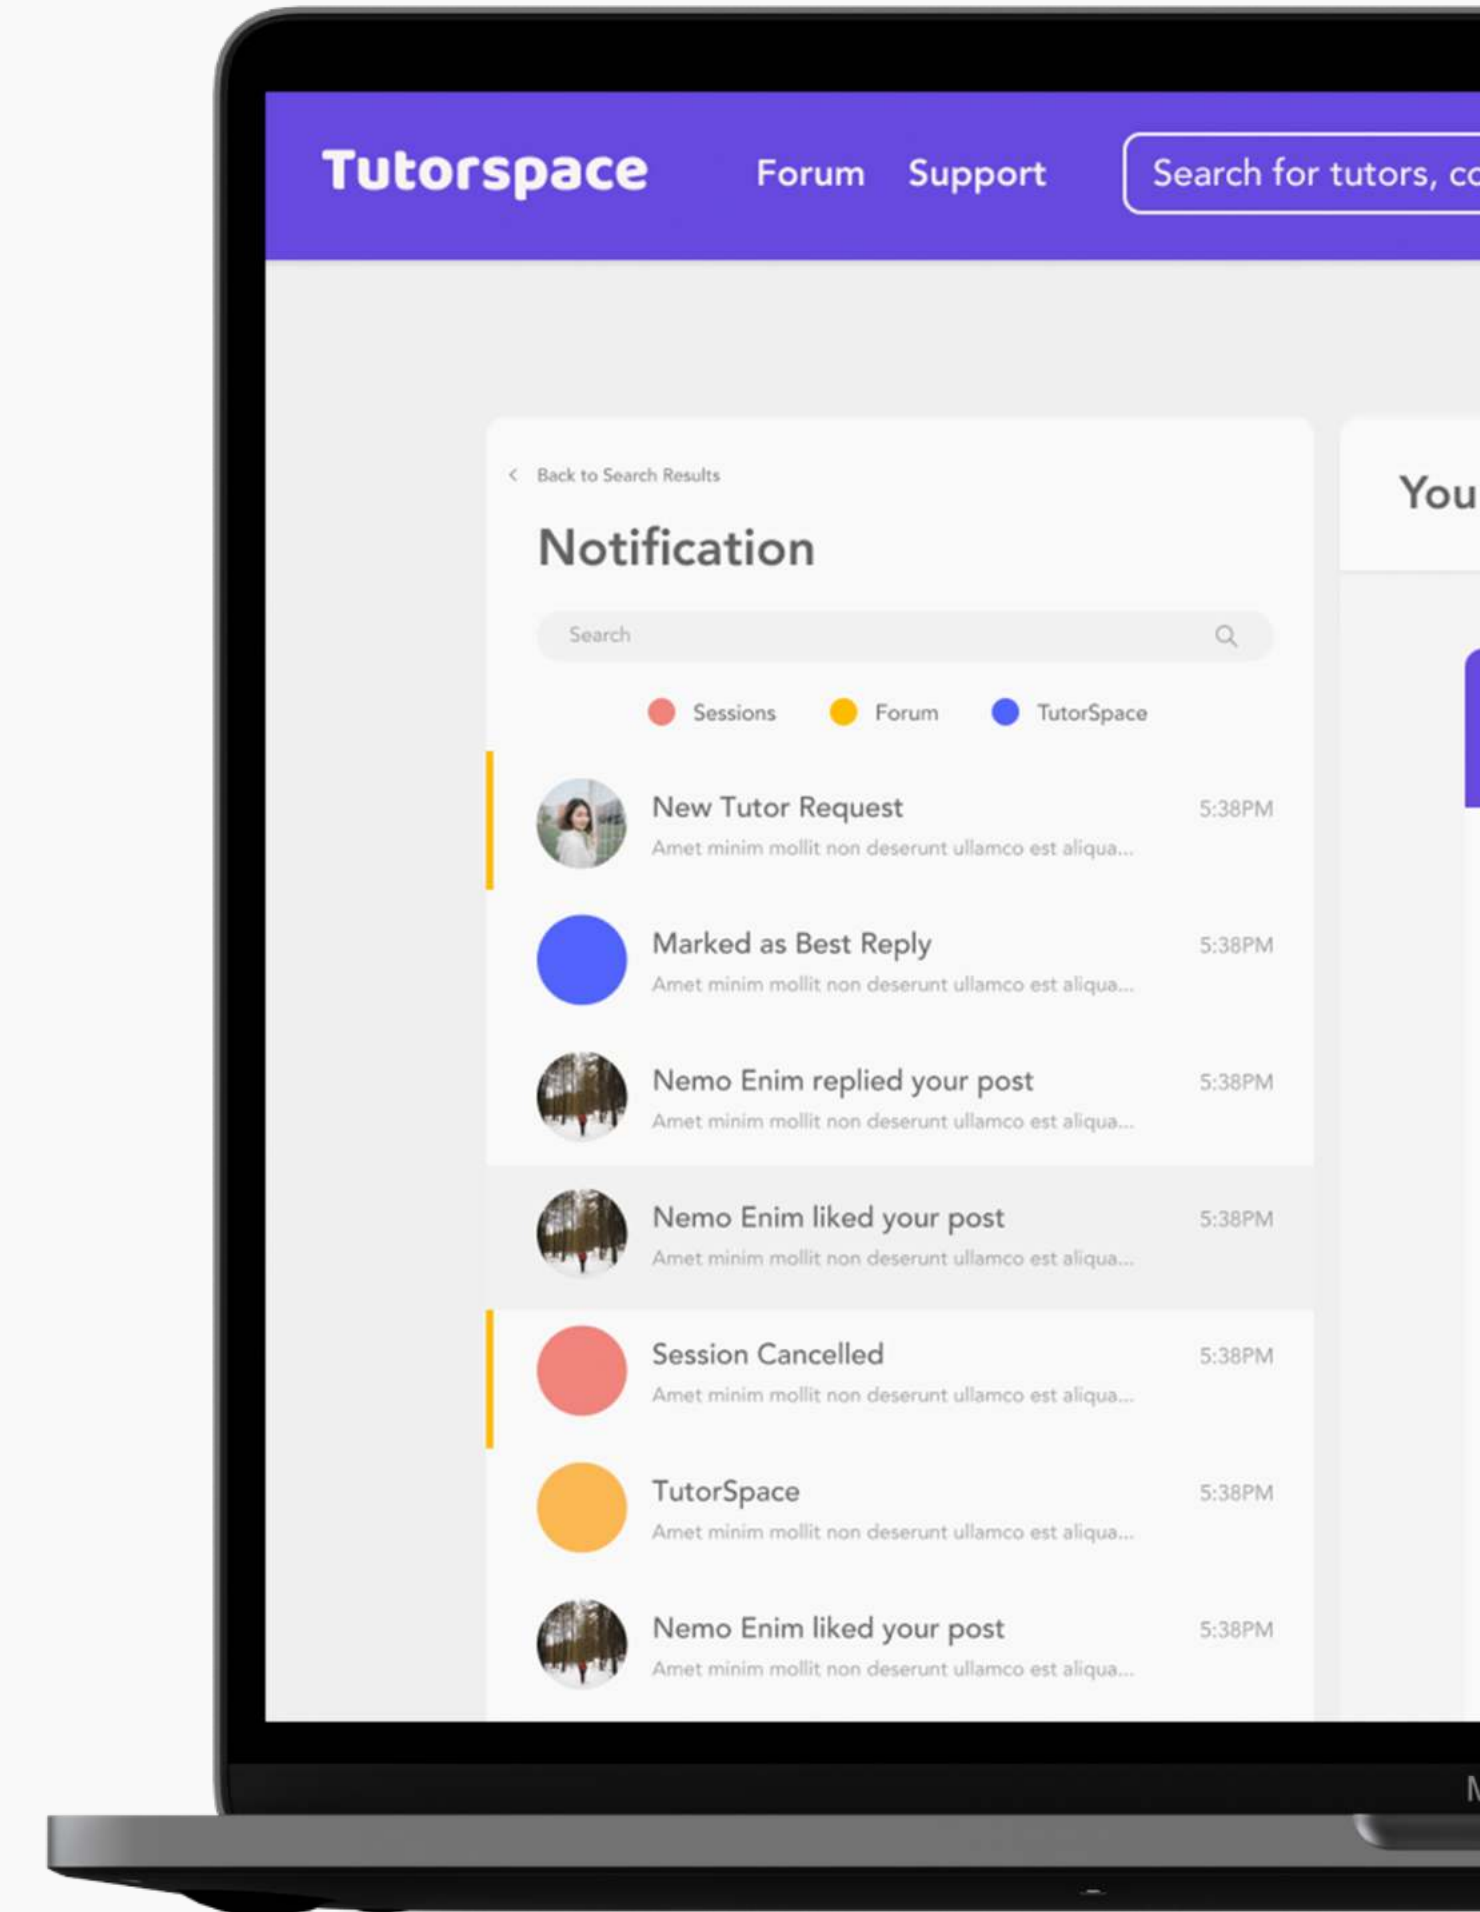 Tutorspace Forum Support Search for tutors, co
Back to Search Results
Notification
You
Search
Sessions Forum TutorSpace
New Tutor Request 5:38PM
Amet minim mollit non deserunt ullamco est aliqua...
Marked as Best Reply 5:38PM
Amet minim mollit non deserunt ullamco est aliqua...
Nemo Enim replied your post 5:38PM
Amet minim mollit non deserunt ullamco est aliqua...
Nemo Enim liked your post 5:38PM
Amet minim mollit non deserunt ullamco est aliqua...
Session Cancelled 5:38PM
Amet minim mollit non deserunt ullamco est aliqua...
TutorSpace 5:38PM
Amet minim mollit non deserunt ullamco est aliqua...
Nemo Enim liked your post 5:38PM
Amet minim mollit non deserunt ullamco est aliqua...